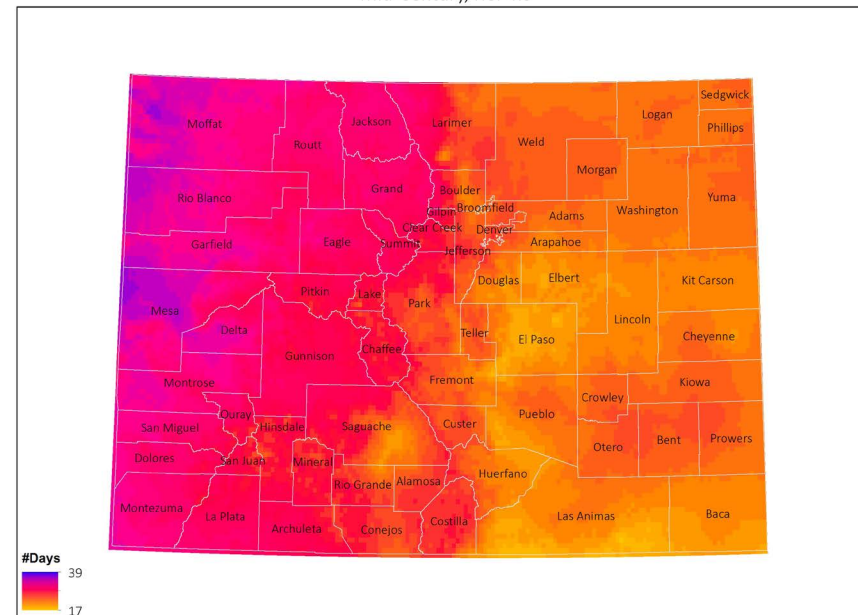 Sedgwick
Moffat
Jackson
Larimer
Logan
Phillips
Routt
Weld
Morgan
Grand
Boulder
Yuma
Rio Blanco
Gilpin
Broomfield
Adams
Washington
Clear Creek
Denver
Garfield
Eagle
Summit
Jefferson
Arapahoe
Douglas
Elbert
Kit Carson
Pitkin
Lake
Park
Mesa
Lincoln
Delta
Teller
El Paso
Cheyenne
Gunnison
Chaffee
Montrose
Fremont
Kiowa
Crowley
Ouray
Pueblo
San Miguel
Hinsdale
Saguache
Custer
Otero
Bent
Prowers
Dolores
San Juan
Mineral
Huerfano
Rio Grande
Alamosa
Montezuma
La Plata
Archuleta
Conejos
Costilla
Las Animas
Baca
#Days
39
17